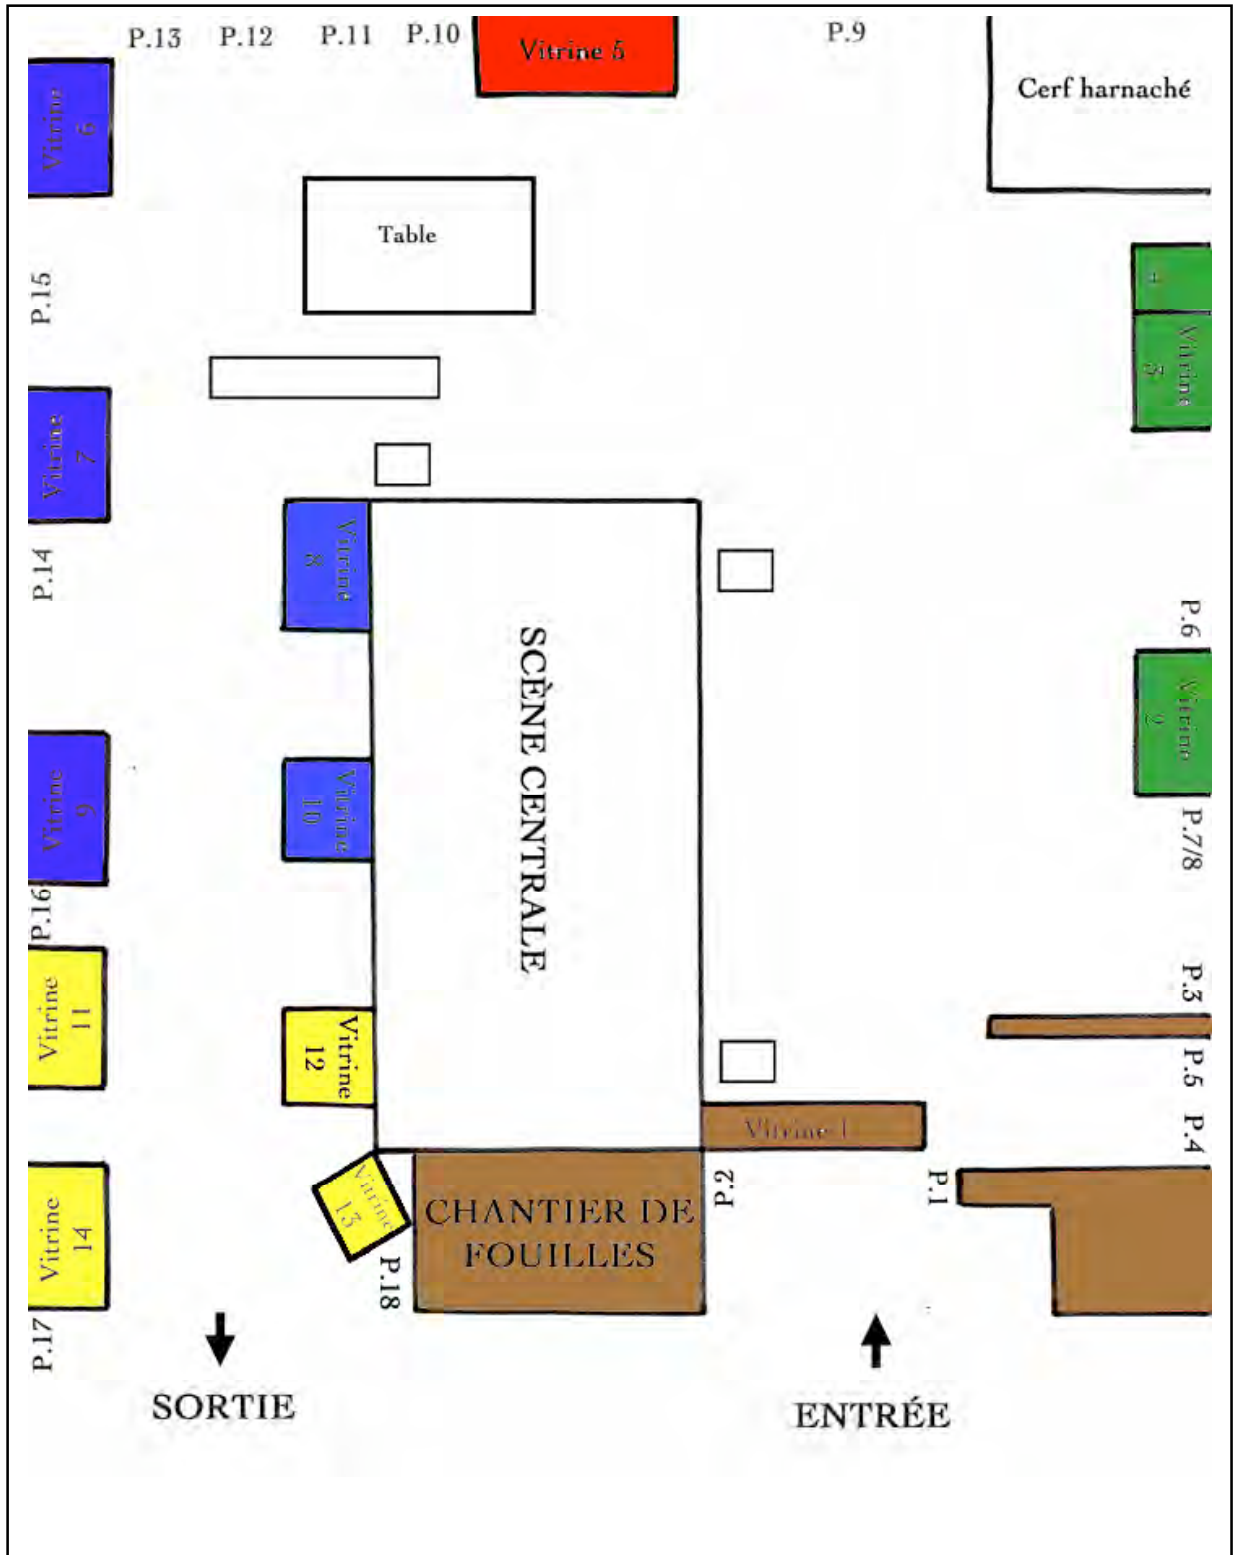 P.13 P.12 P.11 P.10 Vitrine 5 P.9
Cerf harnaché
Vitrine
6
Table
P.15
4
Vitrine
3
Vitrine
7
P.14
Vitrine
8
P.6
Vitrine
2
P.7/8
SCÈNE CENTRALE
Vitrine
9
Vitrine
10
P.16
P.3
Vitrine
11
Vitrine
12
P.5
P.4
Vitrine 1
P.2
P.1
Vitrine
13
CHANTIER DE
FOUILLES
Vitrine
14
P.18
P.17
SORTIE
ENTRÉE